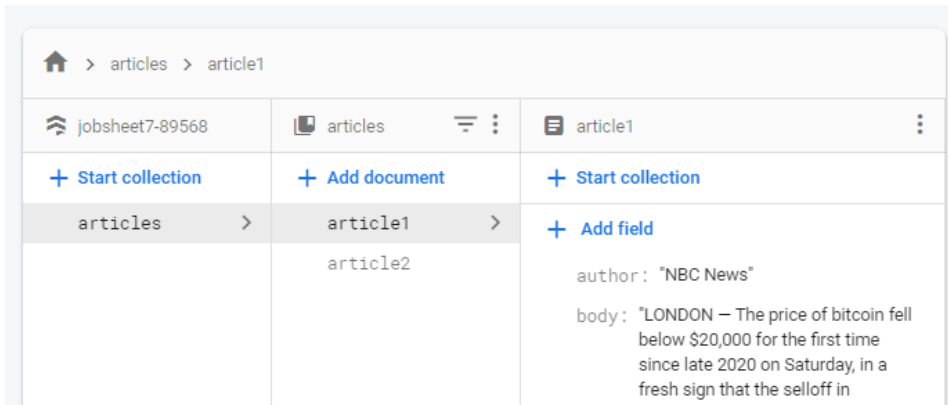 articles > article1
jobsheet7-89568
articles
article1
+ Start collection
+ Add document
+ Start collection
articles
article1
article2
+ Add field
author: "NBC News"
body: "LONDON — The price of bitcoin fell
below $20,000 for the first time
since late 2020 on Saturday, in a
fresh sign that the selloff in